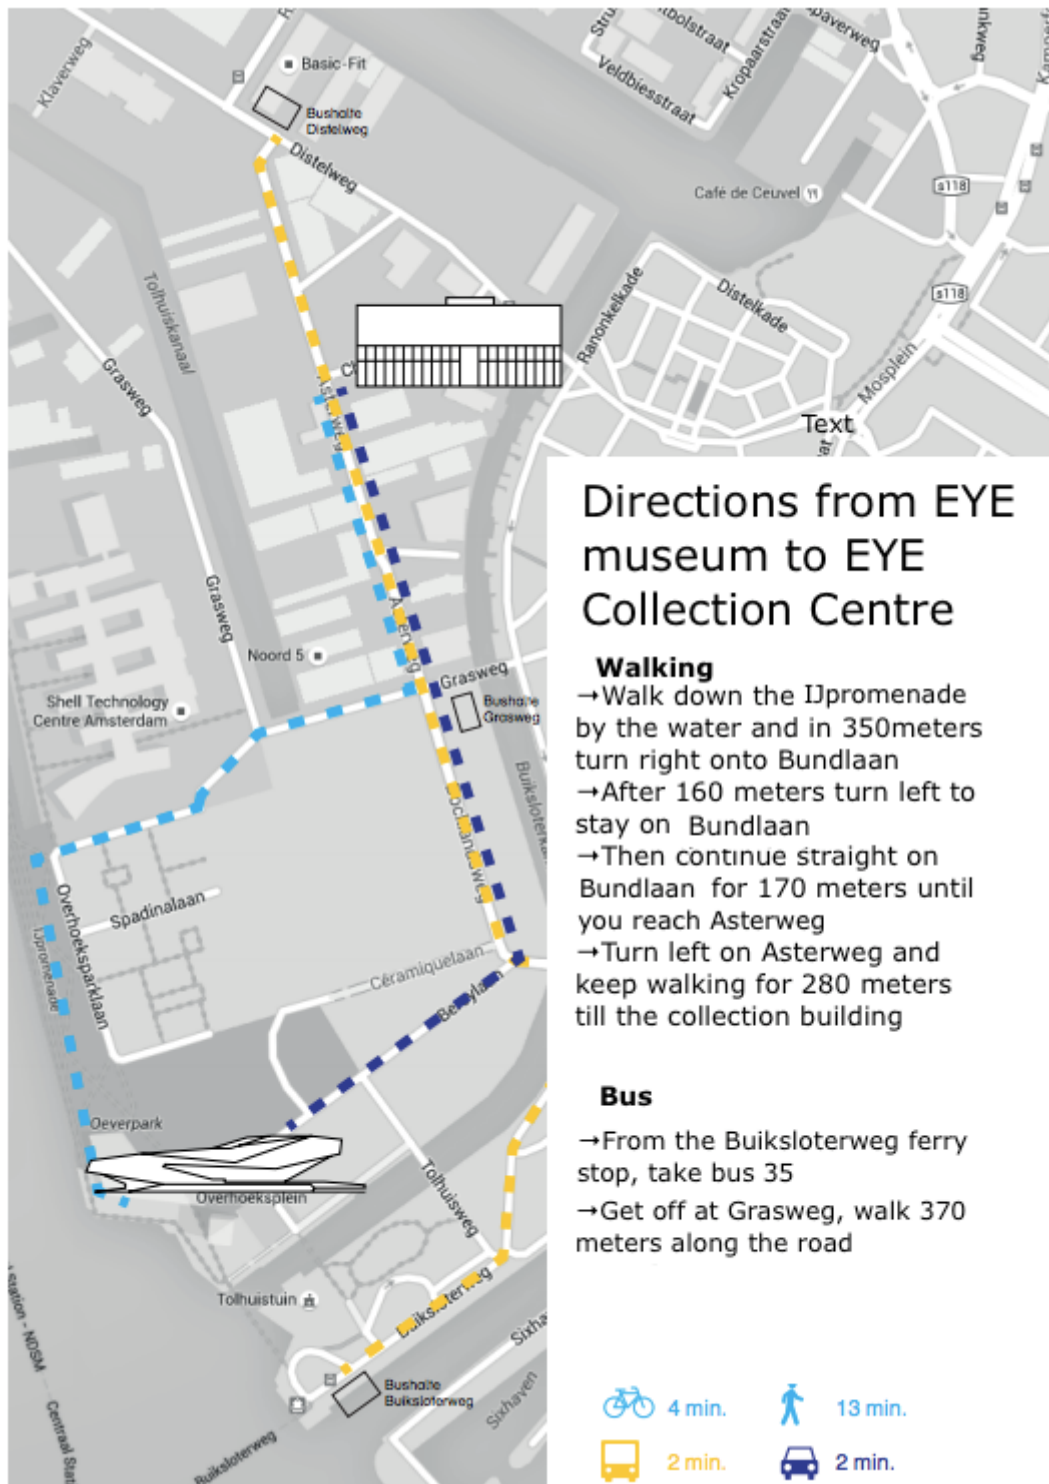 Klaverweg
Basic-Fit
Bushalte
Distelweg
Distelweg
Veldbiesstraat
Kropaarstraat
s118
Café de Ceuvel
s118
Tolhuiskanaal
Ranonkelkade
Distelkade
Mosplein
Grasweg
Asterweg
Text
Grasweg
Asterweg
Noord 5
Grasweg
Shell Technology
Centre Amsterdam
Bushalte
Grasweg
Overhoeksparklaan
Spadinalaan
IJpromenade
Céramiquelaan
Oeverpark
Overhoeksplein
Tolhuisweg
Tolhuistuin
Buiksloterweg
Bushalte
Buiksloterweg
Sixhaven
Buiksloterweg
Directions from EYE
museum to EYE
Collection Centre
Walking
→Walk down the IJpromenade
by the water and in 350meters
turn right onto Bundlaan
→After 160 meters turn left to
stay on Bundlaan
→Then continue straight on
Bundlaan for 170 meters until
you reach Asterweg
→Turn left on Asterweg and
keep walking for 280 meters
till the collection building
Bus
→From the Buiksloterweg ferry
stop, take bus 35
→Get off at Grasweg, walk 370
meters along the road
4 min. 13 min.
2 min. 2 min.